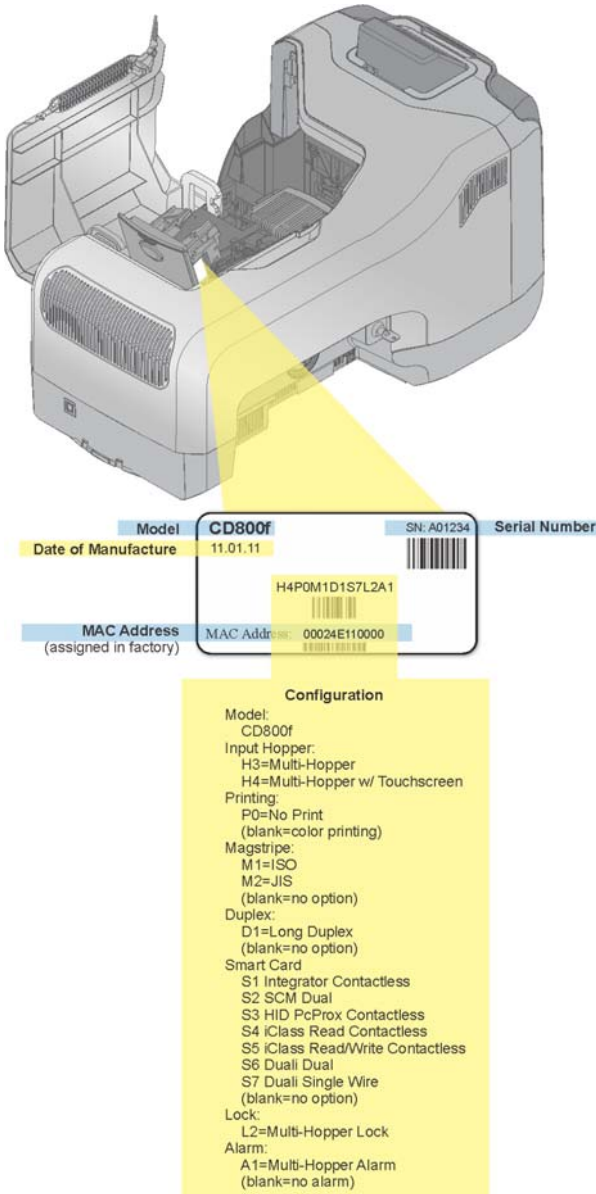 Model CD800f SN: A01234 Serial Number
Date of Manufacture 11.01.11
H4P0M1D1S7L2A1
MAC Address MAC Address: 00024E110000
(assigned in factory)
Configuration
Model:
CD800f
Input Hopper:
H3=Multi-Hopper
H4=Multi-Hopper w/ Touchscreen
Printing:
P0=No Print
(blank=color printing)
Magstripe:
M1=ISO
M2=JIS
(blank=no option)
Duplex:
D1=Long Duplex
(blank=no option)
Smart Card
S1 Integrator Contactless
S2 SCM Dual
S3 HID PcProx Contactless
S4 iClass Read Contactless
S5 iClass Read/Write Contactless
S6 Duali Dual
S7 Duali Single Wire
(blank=no option)
Lock:
L2=Multi-Hopper Lock
Alarm:
A1=Multi-Hopper Alarm
(blank=no alarm)